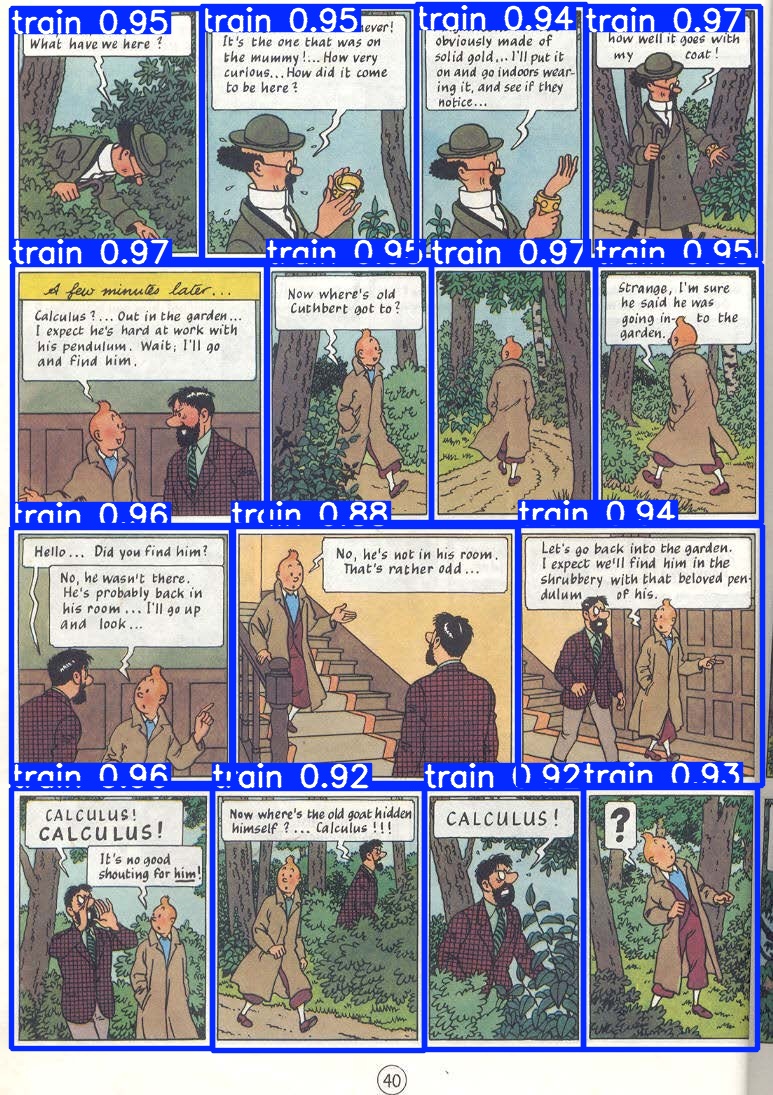 train 0.95
What have we here ?
train 0.95
never!
It's the one that was on
the mummy!... How very
curious... How did it come
to be here?
train 0.94
obviously made of
solid gold... I'll put it
on and go indoors wear-
ing it, and see if they
notice...
train 0.97
how well it goes with
my coat!
train 0.97
A few minutes later...
Calculus ?... Out in the garden...
I expect he's hard at work with
his pendulum. Wait; I'll go
and find him.
train 0.95
Now where's old
Cuthbert got to?
train 0.97
train 0.95
Strange, I'm sure
he said he was
going in- to the
garden.
train 0.96
Hello... Did you find him?
No, he wasn't there.
He's probably back in
his room ... I'll go up
and look...
train 0.88
No, he's not in his room.
That's rather odd...
train 0.94
Let's go back into the garden.
I expect we'll find him in the
shrubbery with that beloved pen-
dulum of his.
train 0.96
CALCULUS!
CALCULUS!
It's no good
shouting for him!
train 0.92
Now where's the old goat hidden
himself ?... Calculus !!!
train 0.92
CALCULUS!
train 0.93
?
40